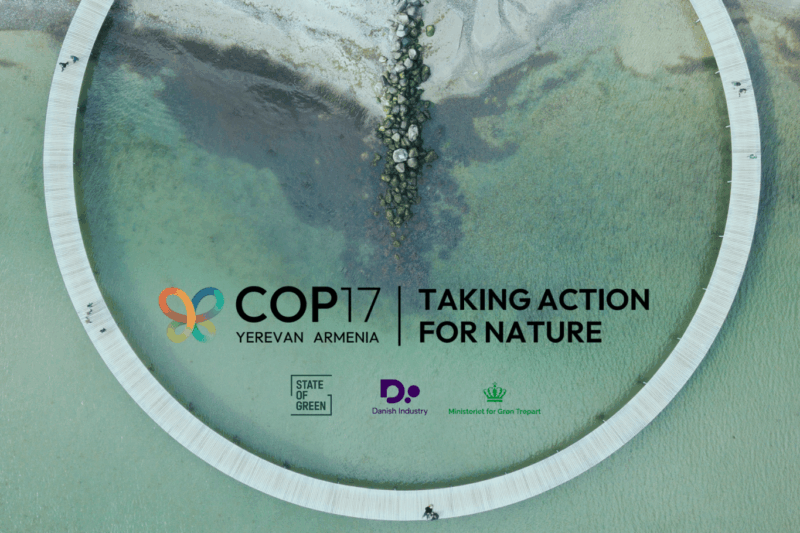 COP17
YEREVAN ARMENIA
TAKING ACTION
FOR NATURE
STATE
OF
GREEN
Danish Industry
Ministeriet for Grøn Trepart